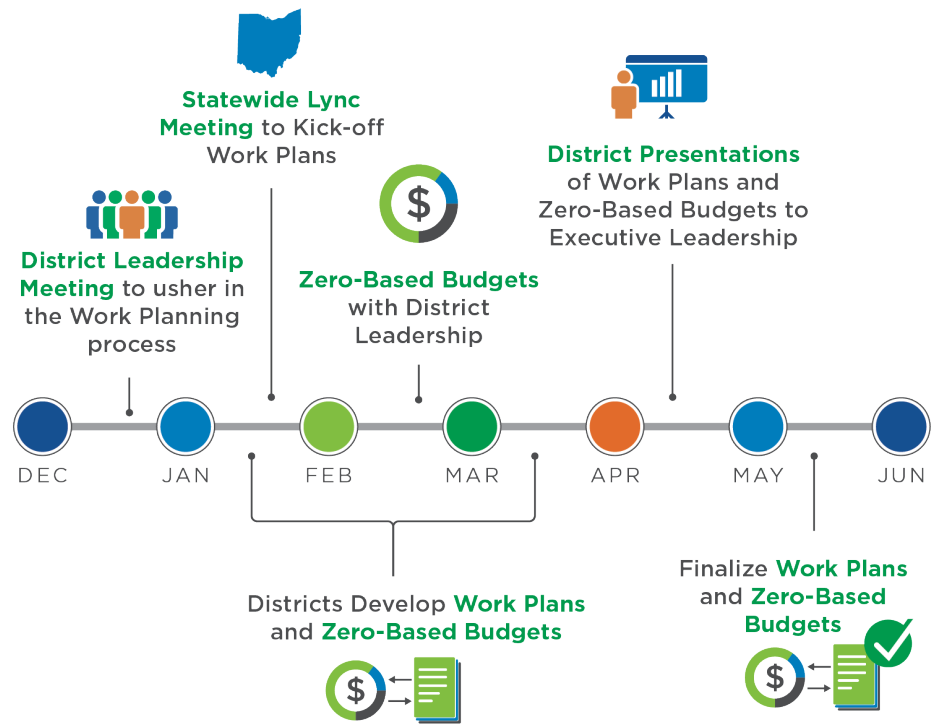 Statewide Lync
Meeting to Kick-off
Work Plans
District Presentations
of Work Plans and
Zero-Based Budgets to
Executive Leadership
$
District Leadership
Meeting to usher in
the Work Planning
process
Zero-Based Budgets
with District
Leadership
DEC
JAN
FEB
MAR
APR
MAY
JUN
Districts Develop Work Plans
and Zero-Based Budgets
$
Finalize Work Plans
and Zero-Based
Budgets
$